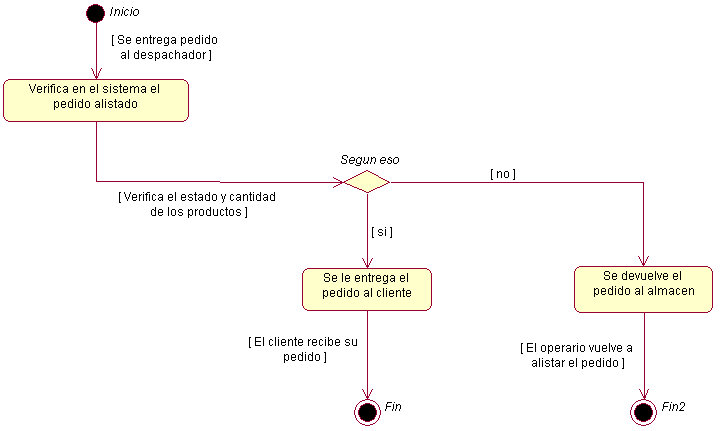 Inicio
[ Se entrega pedido
al despachador ]
Verifica en el sistema el
pedido alistado
Segun eso
[ no ]
[ Verifica el estado y cantidad
de los productos ]
[ si ]
Se le entrega el
pedido al cliente
Se devuelve el
pedido al almacen
[ El cliente recibe su
pedido ]
[ El operario vuelve a
alistar el pedido ]
Fin
Fin2